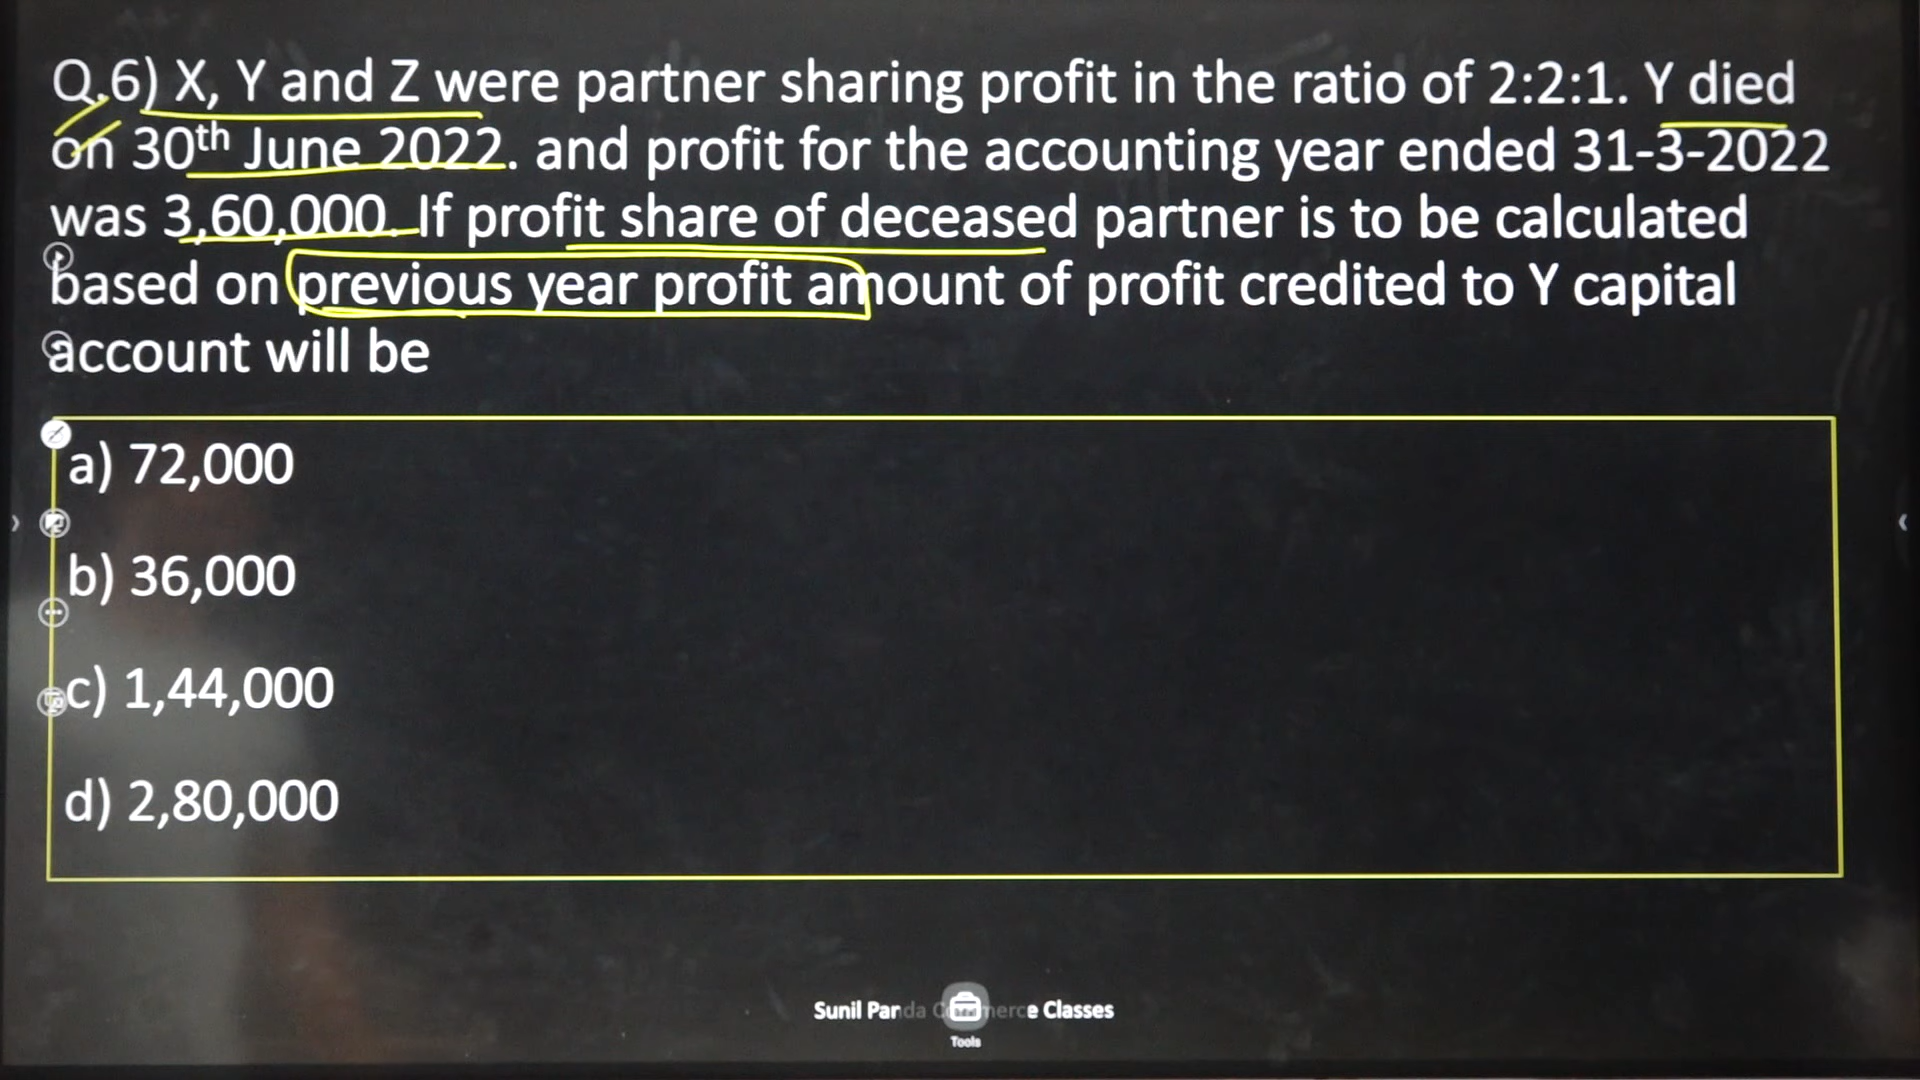 Q.6) X, Y and Z were partner sharing profit in the ratio of 2:2:1. Y died
on 30th June 2022. and profit for the accounting year ended 31-3-2022
was 3,60,000. If profit share of deceased partner is to be calculated
based on previous year profit amount of profit credited to Y capital
account will be
a) 72,000
b) 36,000
c) 1,44,000
d) 2,80,000
Sunil Panda Commerce Classes
Tools